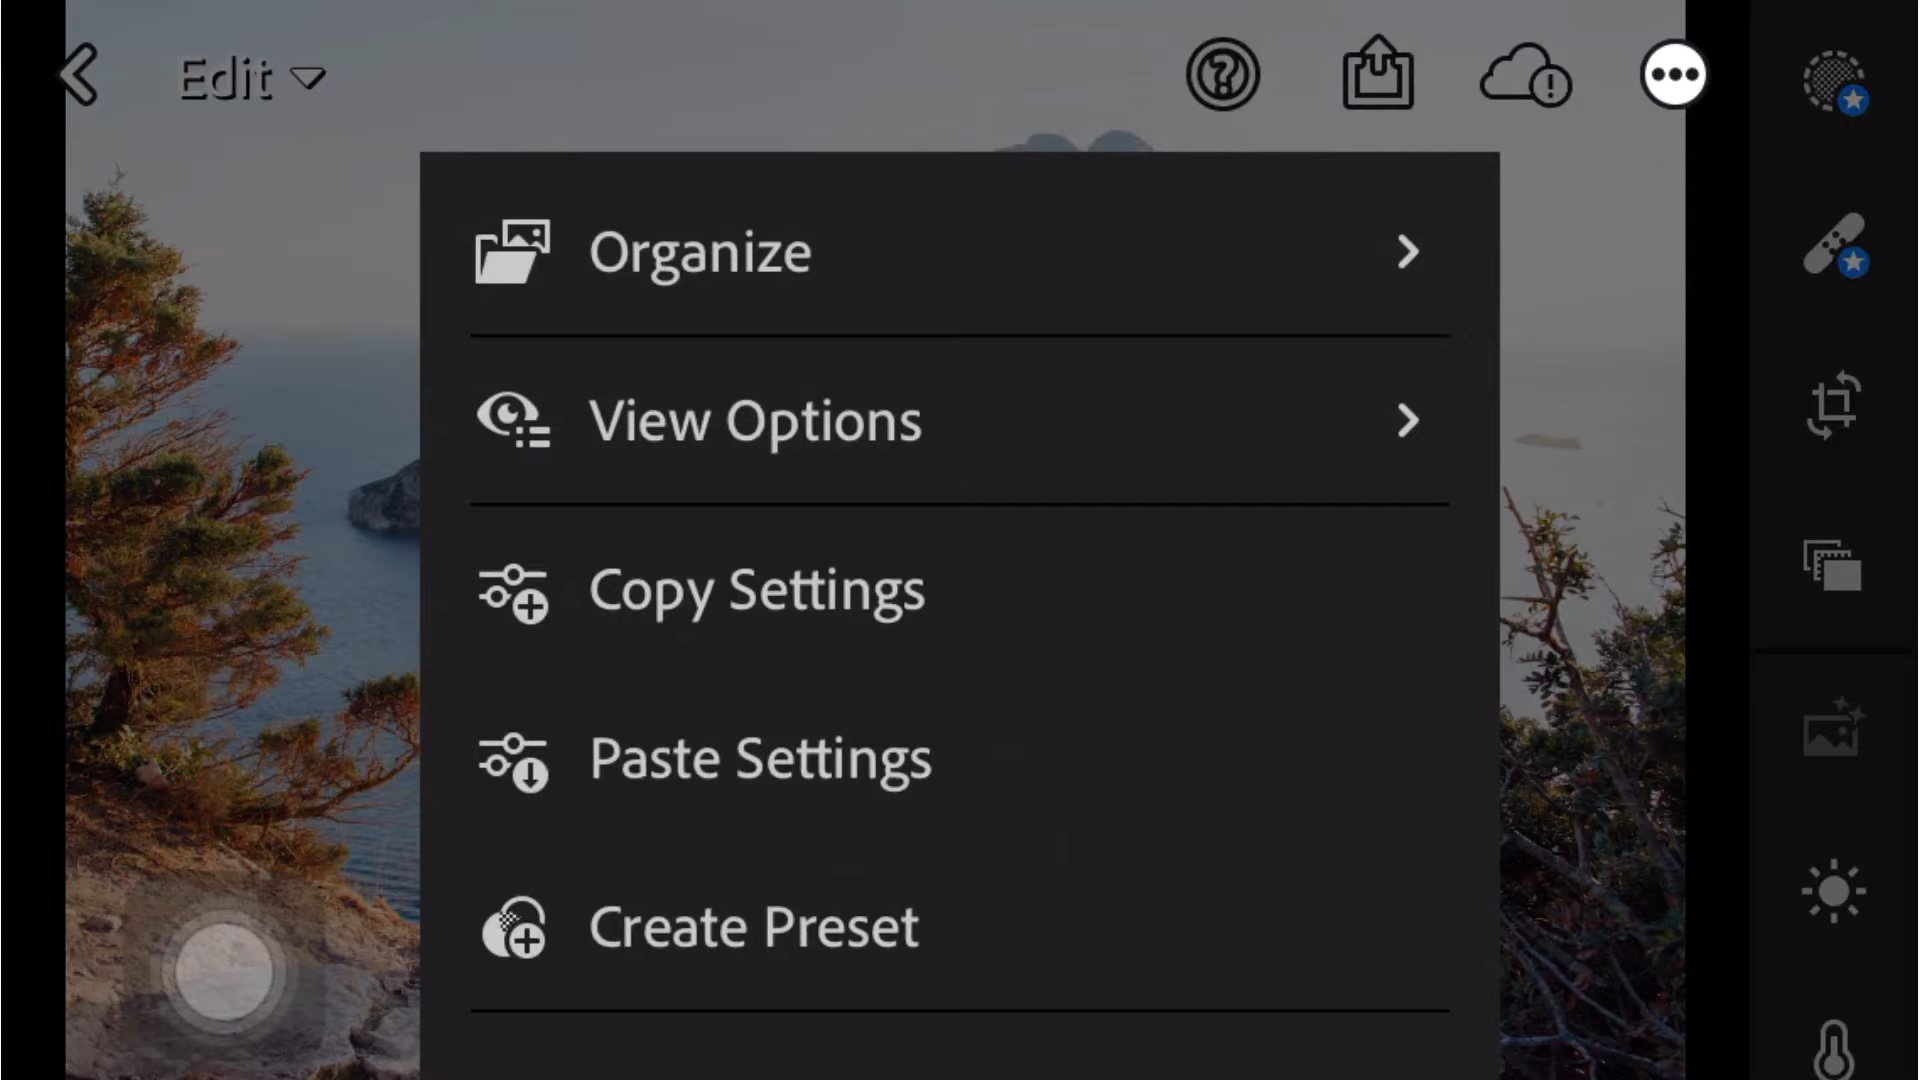 Edit
Organize
View Options
Copy Settings
Paste Settings
Create Preset